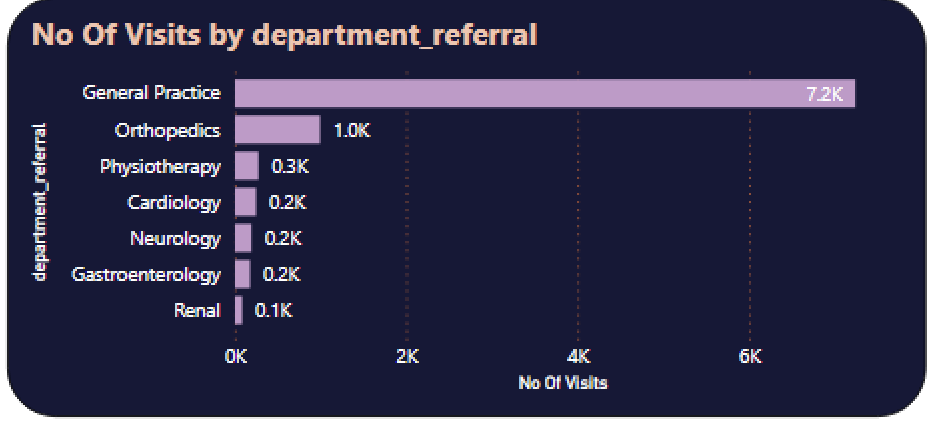 No Of Visits by department_referral
department_referral
General Practice 7.2K
Orthopedics 1.0K
Physiotherapy 0.3K
Cardiology 0.2K
Neurology 0.2K
Gastroenterology 0.2K
Renal 0.1K
0K 2K 4K 6K
No Of Visits